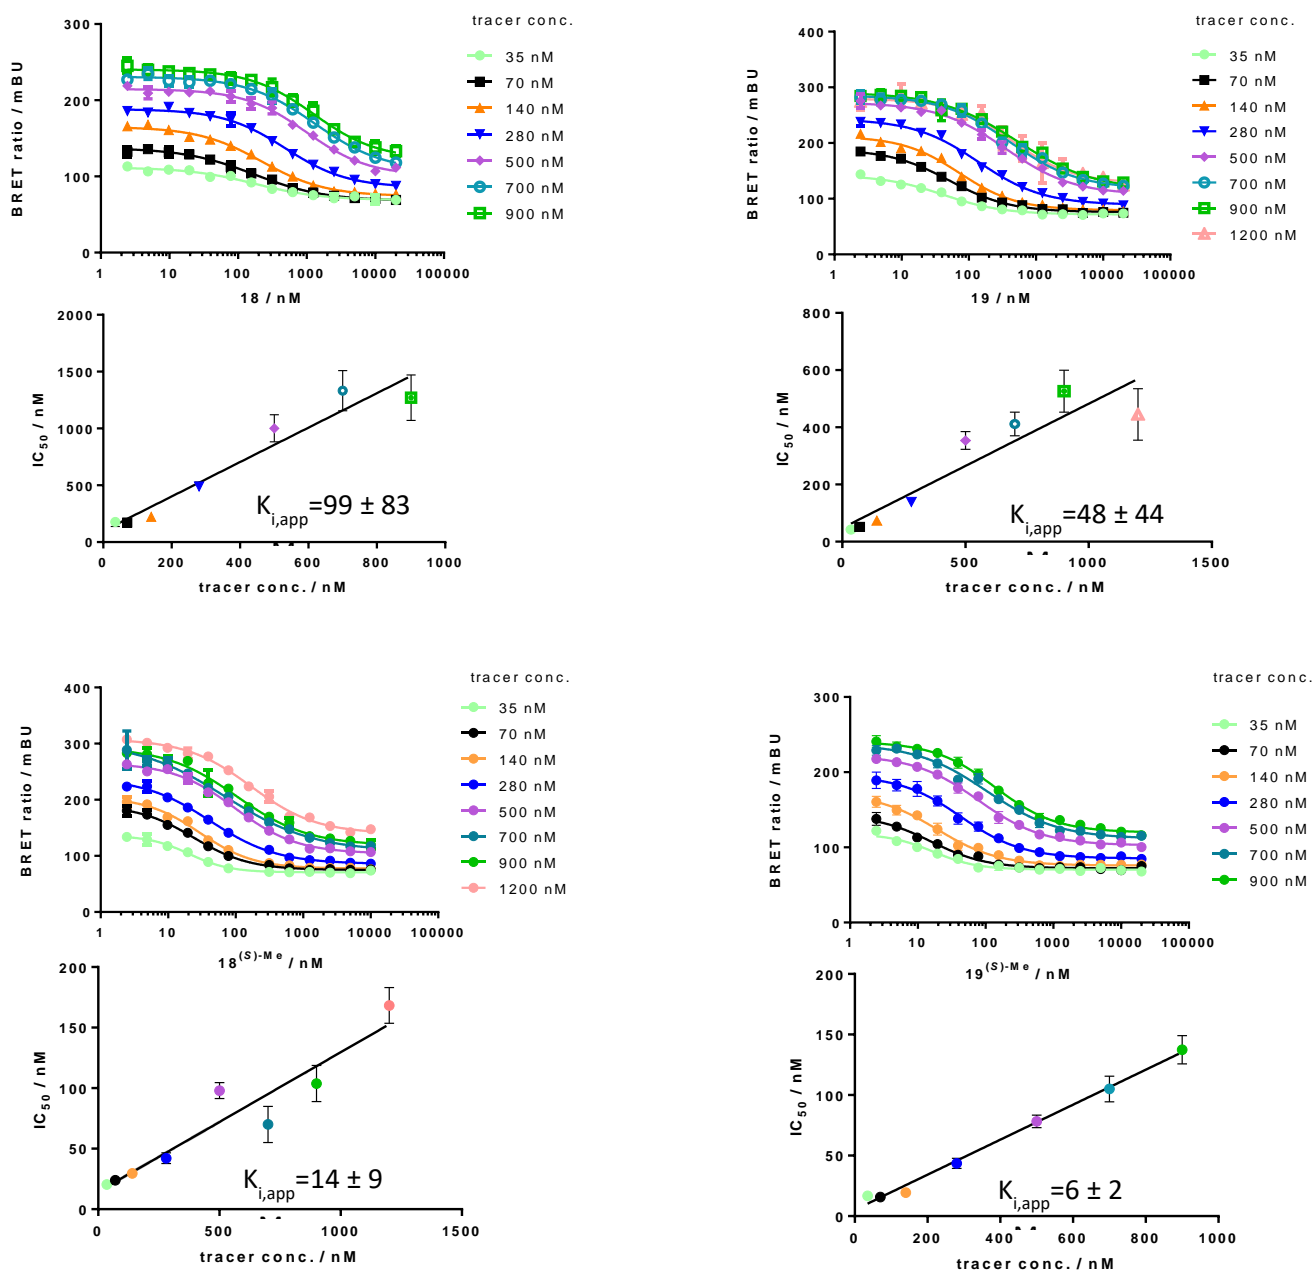 tracer conc.
35 nM
70 nM
140 nM
280 nM
500 nM
700 nM
900 nM
BRET ratio / mBU
300
200
100
0
1 10 100 1000 10000 100000
18 / nM
tracer conc.
35 nM
70 nM
140 nM
280 nM
500 nM
700 nM
900 nM
1200 nM
BRET ratio / mBU
400
300
200
100
0
1 10 100 1000 10000 100000
19 / nM
IC50 / nM
2000
1500
1000
500
0
Ki,app=99 ± 83
0 200 400 600 800 1000
tracer conc. / nM
IC50 / nM
800
600
400
200
0
Ki,app=48 ± 44
0 500 1000 1500
tracer conc. / nM
tracer conc.
35 nM
70 nM
140 nM
280 nM
500 nM
700 nM
900 nM
1200 nM
BRET ratio / mBU
400
300
200
100
0
1 10 100 1000 10000 100000
18(S)-Me / nM
tracer conc.
35 nM
70 nM
140 nM
280 nM
500 nM
700 nM
900 nM
BRET ratio / mBU
300
200
100
0
1 10 100 1000 10000 100000
19(S)-Me / nM
IC50 / nM
200
150
100
50
0
Ki,app=14 ± 9
0 500 1000 1500
tracer conc. / nM
IC50 / nM
200
150
100
50
0
Ki,app=6 ± 2
0 200 400 600 800 1000
tracer conc. / nM